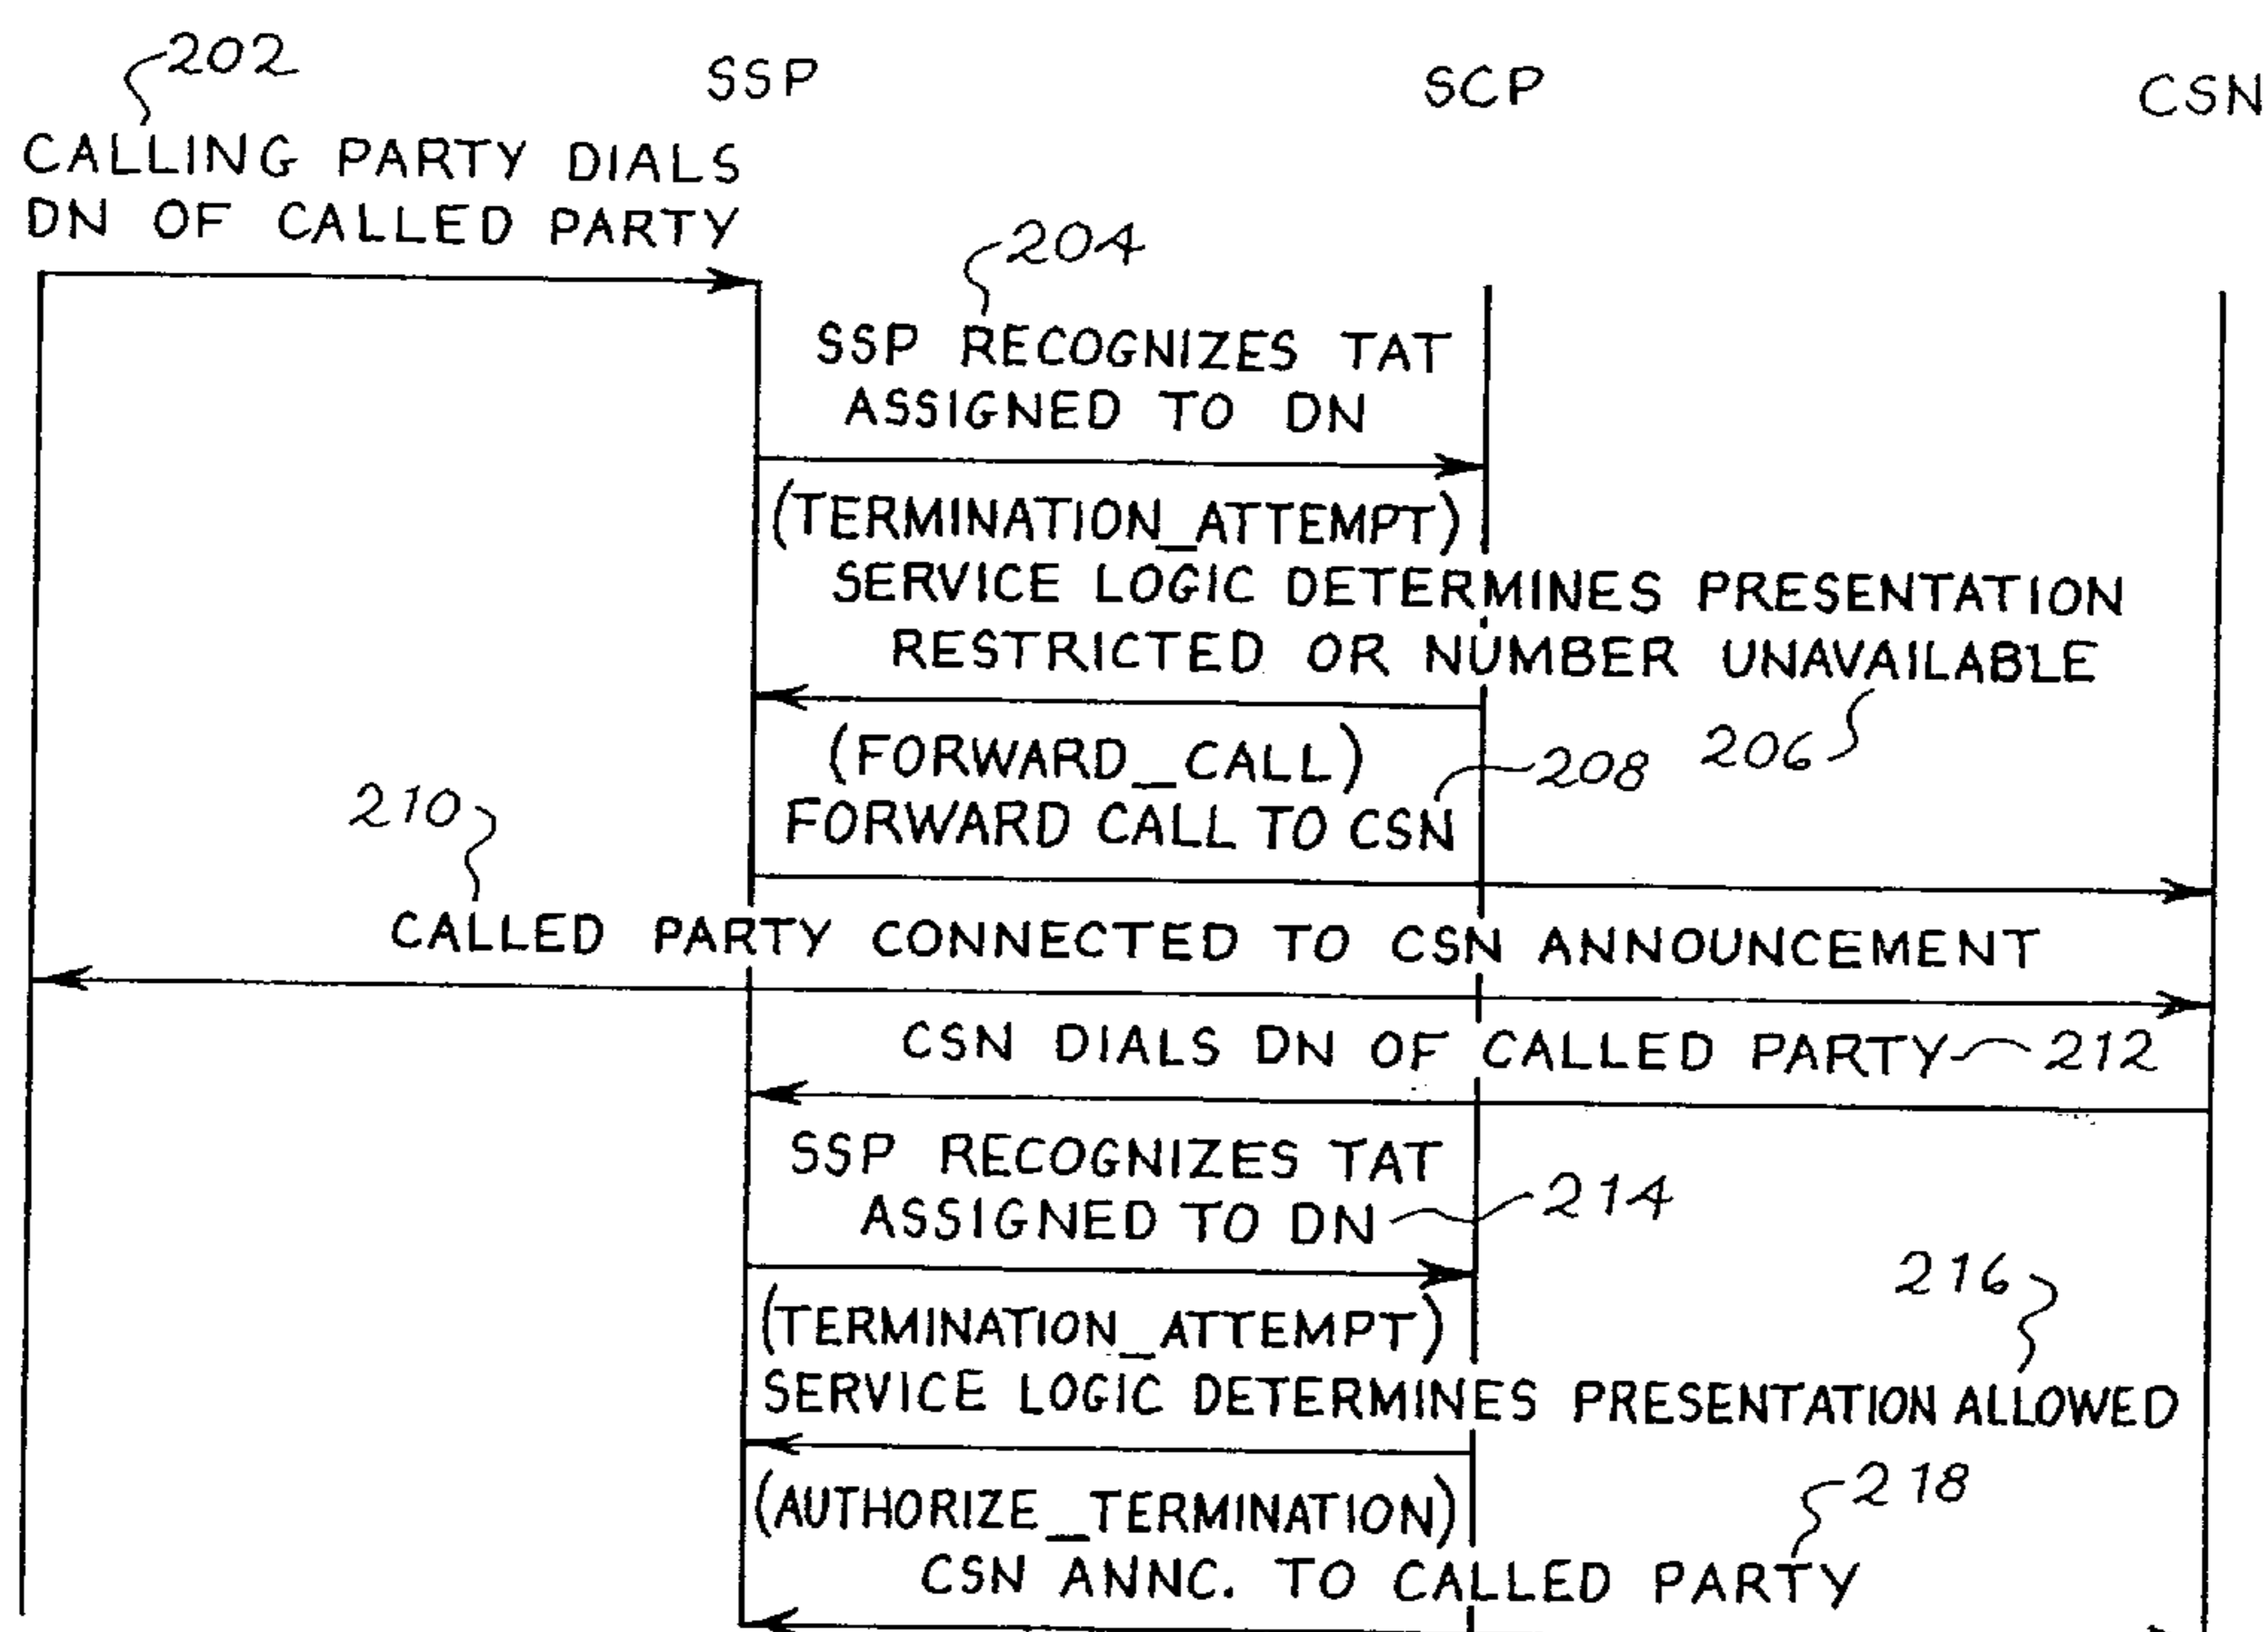 202
SSP
SCP
CSN
CALLING PARTY DIALS
DN OF CALLED PARTY
204
SSP RECOGNIZES TAT
ASSIGNED TO DN
(TERMINATION_ATTEMPT)
SERVICE LOGIC DETERMINES PRESENTATION
RESTRICTED OR NUMBER UNAVAILABLE
206
(FORWARD_CALL)
208
FORWARD CALL TO CSN
210
CALLED PARTY CONNECTED TO CSN ANNOUNCEMENT
CSN DIALS DN OF CALLED PARTY 212
SSP RECOGNIZES TAT
ASSIGNED TO DN 214
216
(TERMINATION_ATTEMPT)
SERVICE LOGIC DETERMINES PRESENTATION ALLOWED
218
(AUTHORIZE_TERMINATION)
CSN ANNC. TO CALLED PARTY